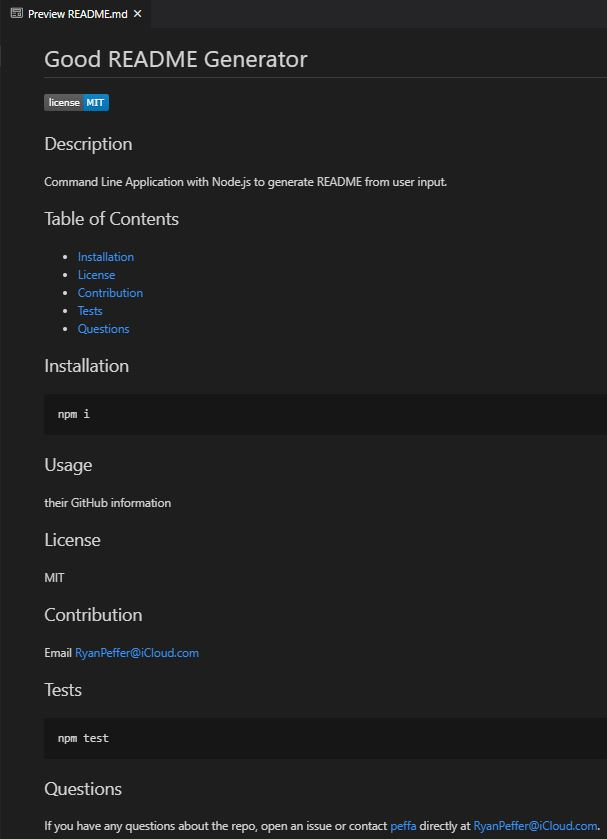 Preview README.md
Good README Generator
license MIT
Description
Command Line Application with Node.js to generate README from user input.
Table of Contents
Installation
License
Contribution
Tests
Questions
Installation
npm i
Usage
their GitHub information
License
MIT
Contribution
Email RyanPeffer@iCloud.com
Tests
npm test
Questions
If you have any questions about the repo, open an issue or contact peffa directly at RyanPeffer@iCloud.com.